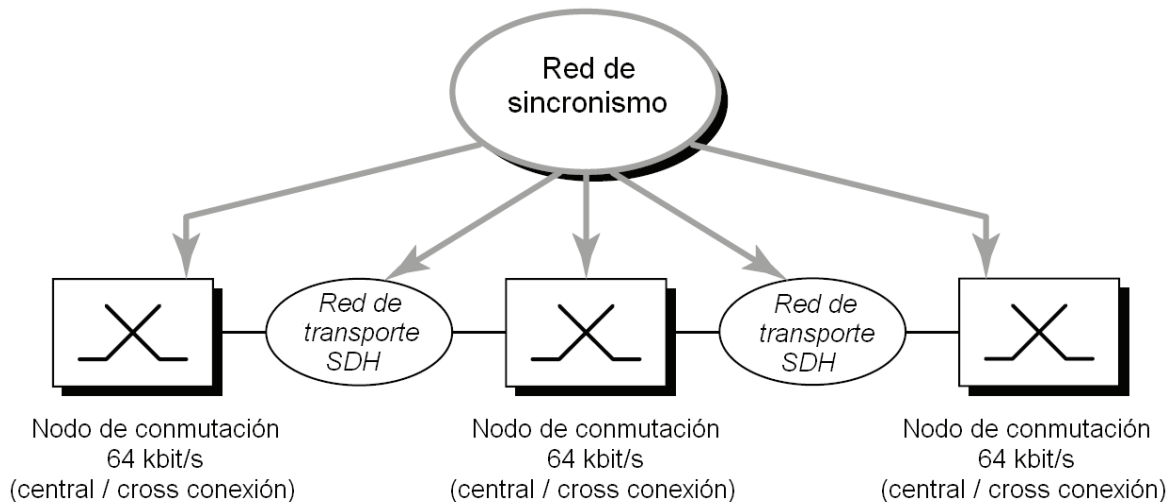 Red de
sincronismo
Red de
transporte
SDH
Red de
transporte
SDH
Nodo de conmutación
64 kbit/s
(central / cross conexión)
Nodo de conmutación
64 kbit/s
(central / cross conexión)
Nodo de conmutación
64 kbit/s
(central / cross conexión)